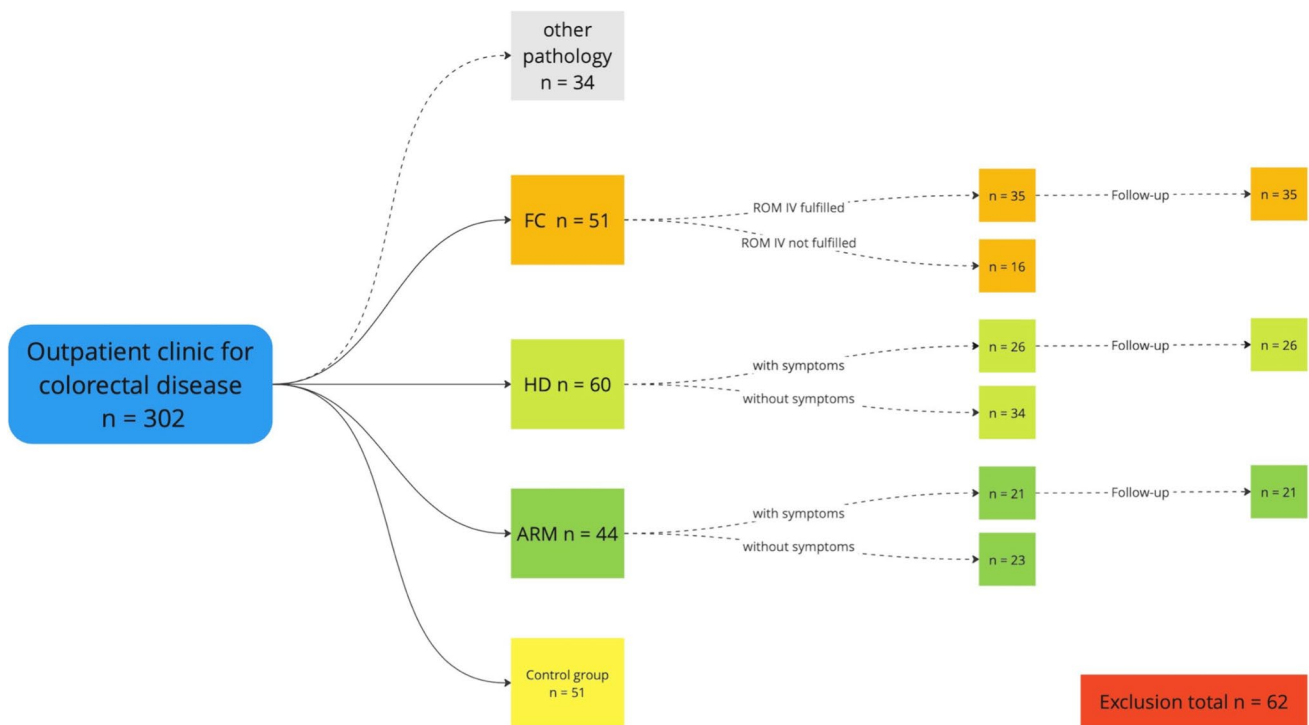 other
pathology
n = 34
FC n = 51
ROM IV fulfilled
n = 35
Follow-up
n = 35
ROM IV not fulfilled
n = 16
Outpatient clinic for
colorectal disease
n = 302
HD n = 60
with symptoms
n = 26
Follow-up
n = 26
without symptoms
n = 34
ARM n = 44
with symptoms
n = 21
Follow-up
n = 21
without symptoms
n = 23
Control group
n = 51
Exclusion total n = 62